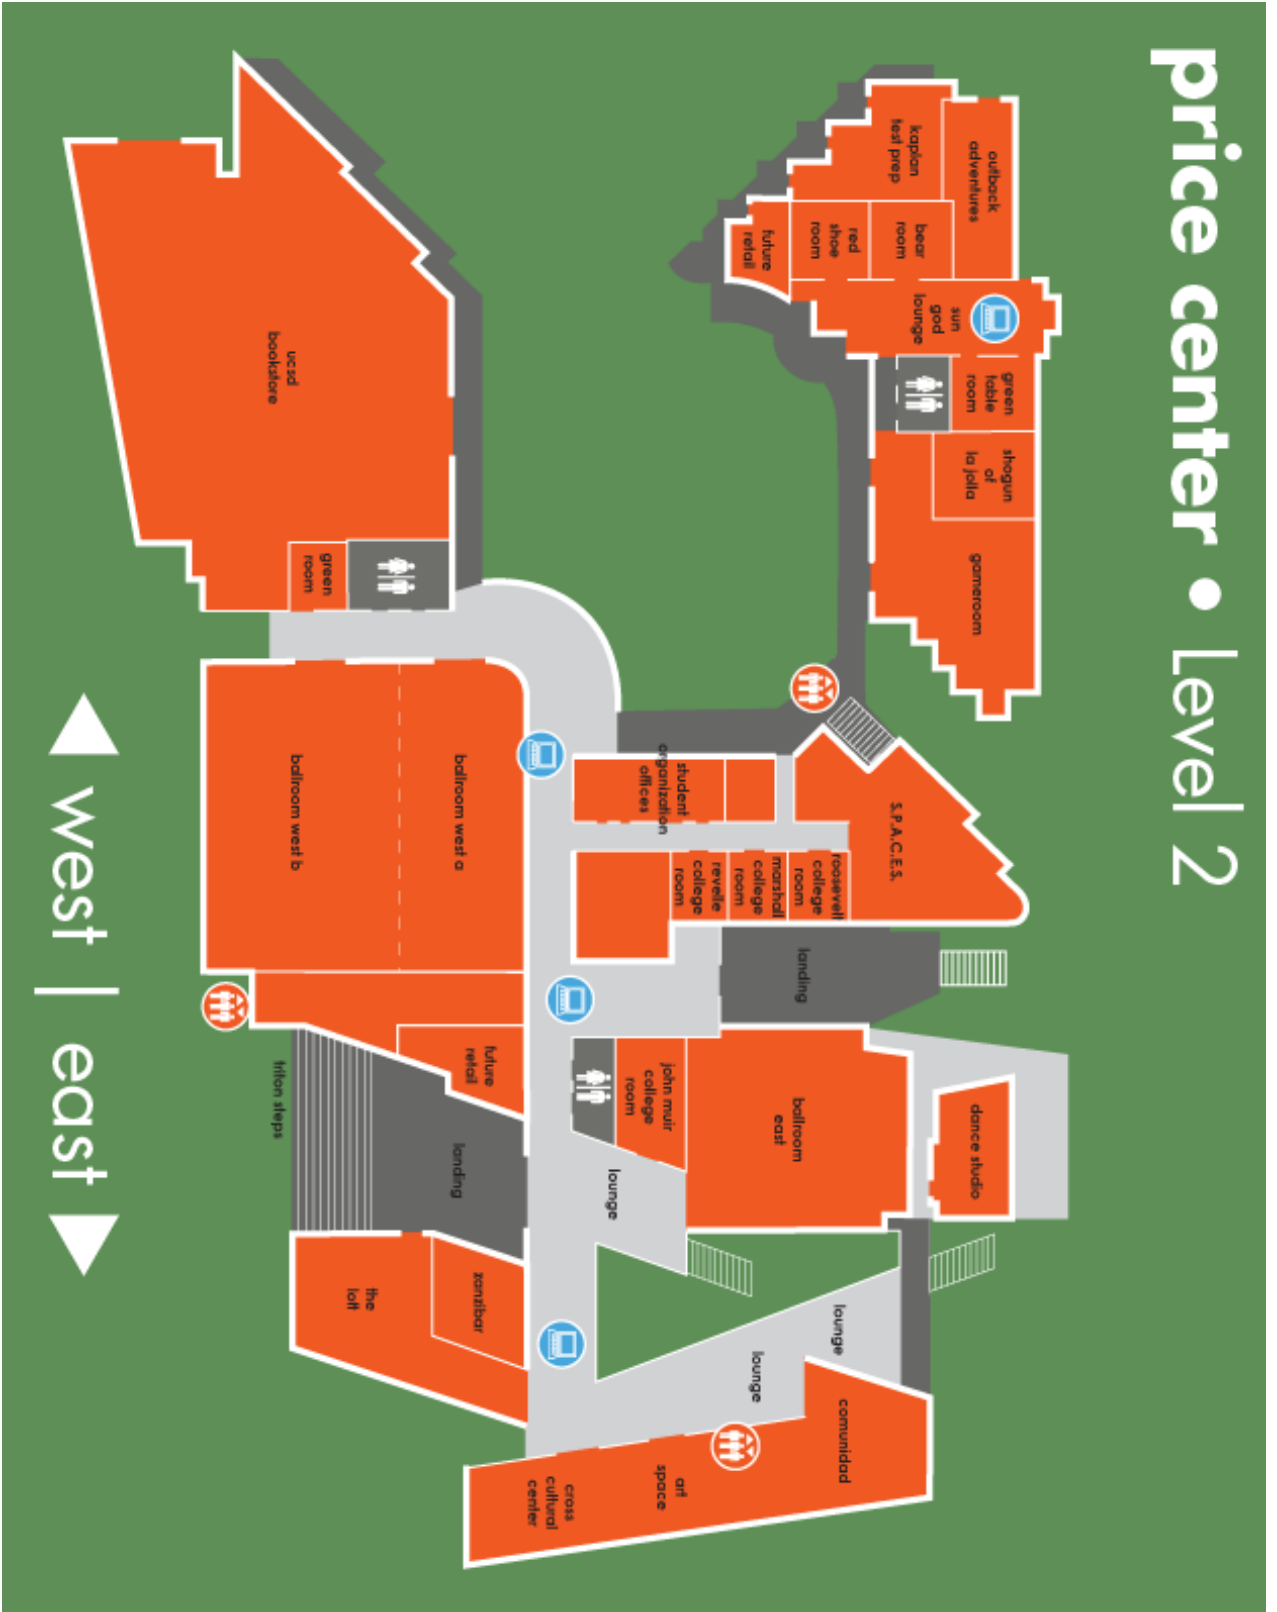 price center • Level 2
outback
adventures
kaplan
test prep
bear
room
red
shoe
room
future
retail
sun
god
lounge
green
table
room
shogun
of
la jolla
gameroom
ucsd
bookstore
green
room
S.P.A.C.E.S.
student
organization
offices
roosevelt
college
room
marshall
college
room
revelle
college
room
ballroom west a
ballroom west b
landing
john muir
college
room
ballroom
east
dance studio
future
retail
triton steps
landing
lounge
zanzibar
the
loft
lounge
lounge
comunidad
art
space
cross
cultural
center
west | east